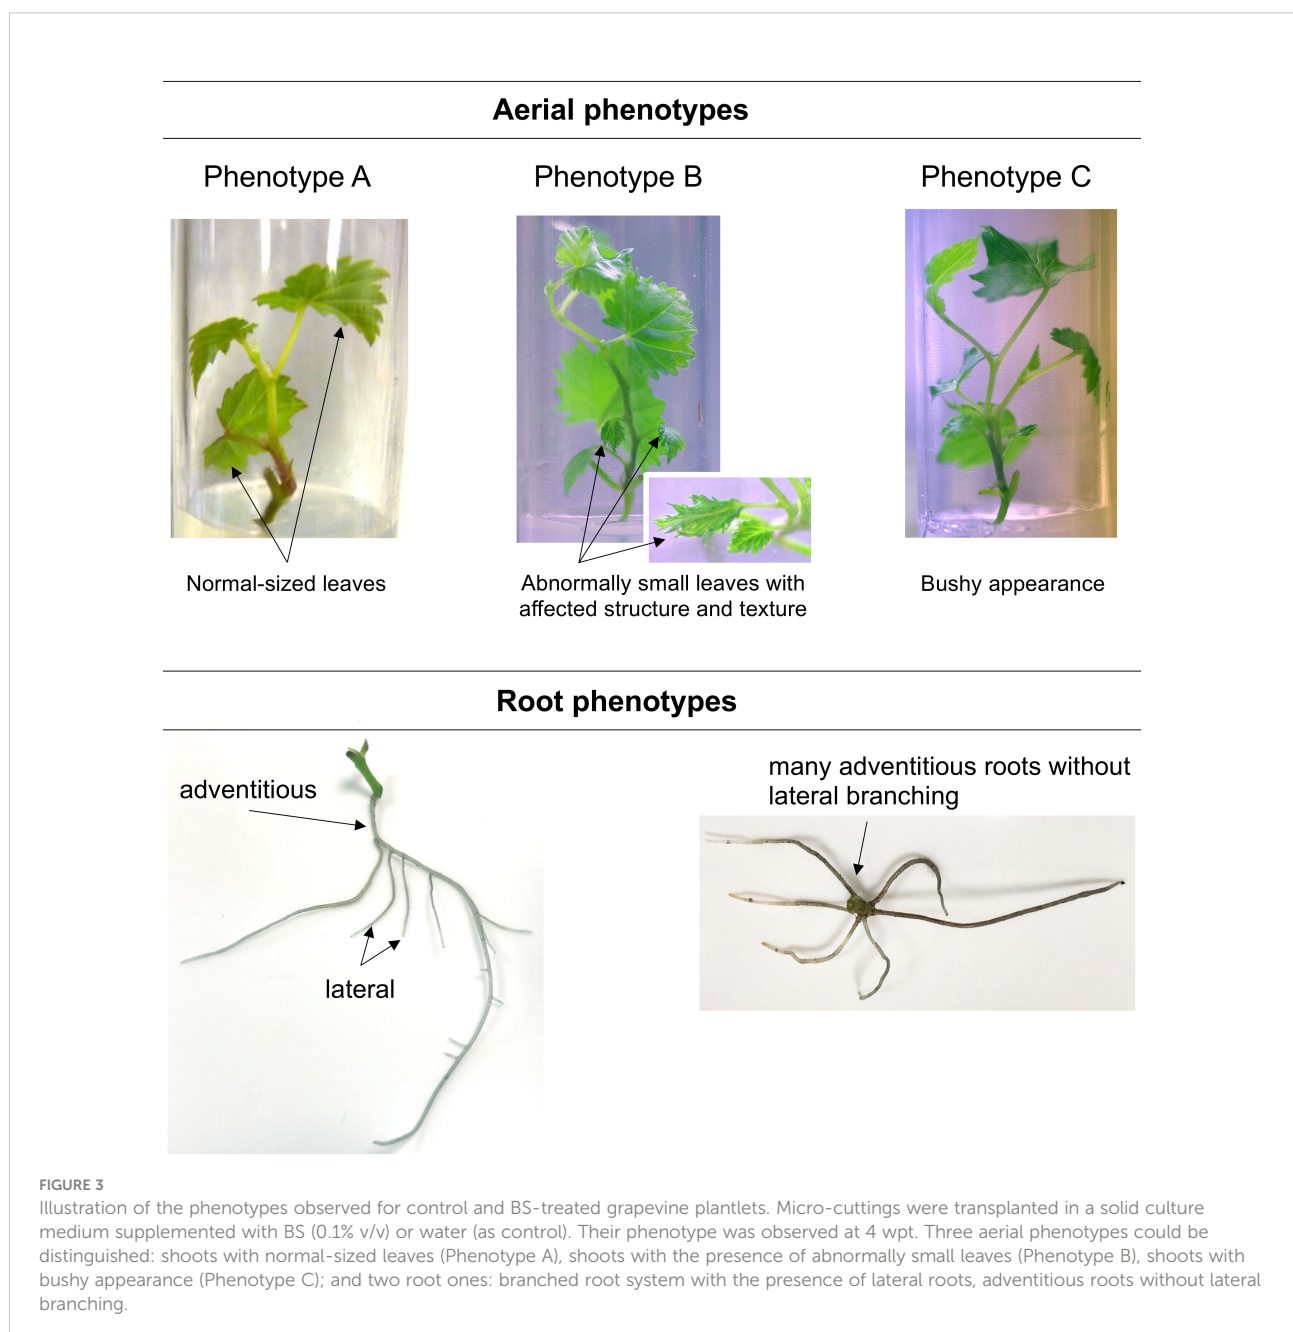 Aerial phenotypes
Phenotype A
Phenotype B
Phenotype C
Normal-sized leaves
Abnormally small leaves with
affected structure and texture
Bushy appearance
Root phenotypes
adventitious
lateral
many adventitious roots without
lateral branching
FIGURE 3
Illustration of the phenotypes observed for control and BS-treated grapevine plantlets. Micro-cuttings were transplanted in a solid culture
medium supplemented with BS (0.1% v/v) or water (as control). Their phenotype was observed at 4 wpt. Three aerial phenotypes could be
distinguished: shoots with normal-sized leaves (Phenotype A), shoots with the presence of abnormally small leaves (Phenotype B), shoots with
bushy appearance (Phenotype C); and two root ones: branched root system with the presence of lateral roots, adventitious roots without lateral
branching.